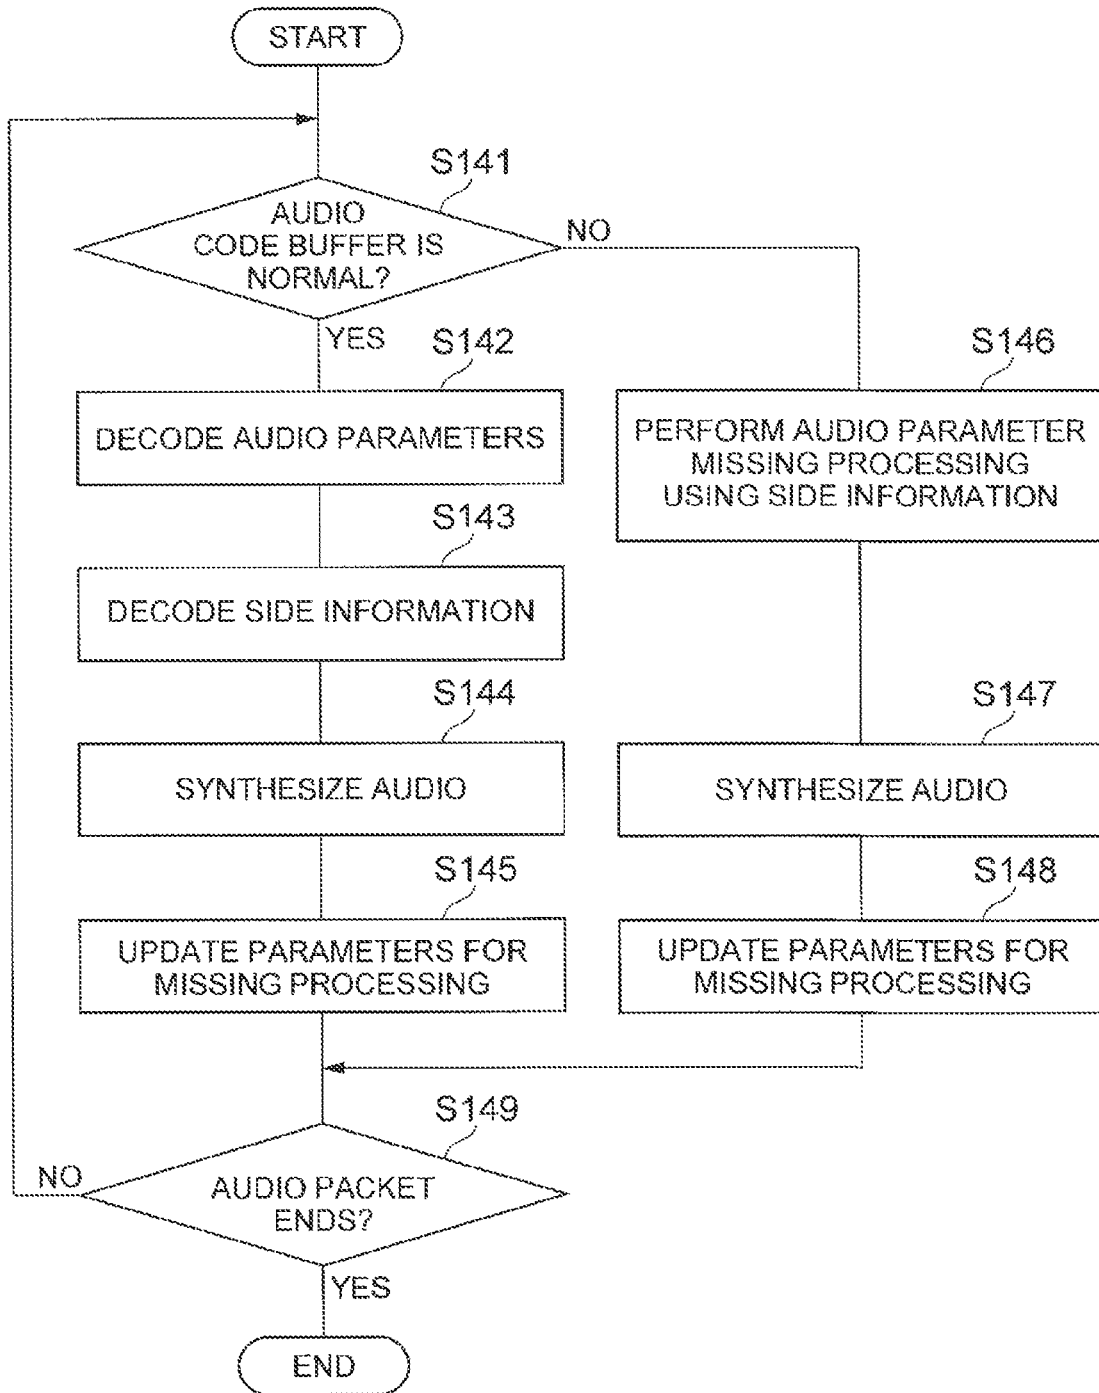 START
S141
AUDIO
CODE BUFFER IS
NORMAL?
NO
YES
S142
DECODE AUDIO PARAMETERS
S143
DECODE SIDE INFORMATION
S144
SYNTHESIZE AUDIO
S145
UPDATE PARAMETERS FOR
MISSING PROCESSING
S146
PERFORM AUDIO PARAMETER
MISSING PROCESSING
USING SIDE INFORMATION
S147
SYNTHESIZE AUDIO
S148
UPDATE PARAMETERS FOR
MISSING PROCESSING
S149
NO
AUDIO PACKET
ENDS?
YES
END